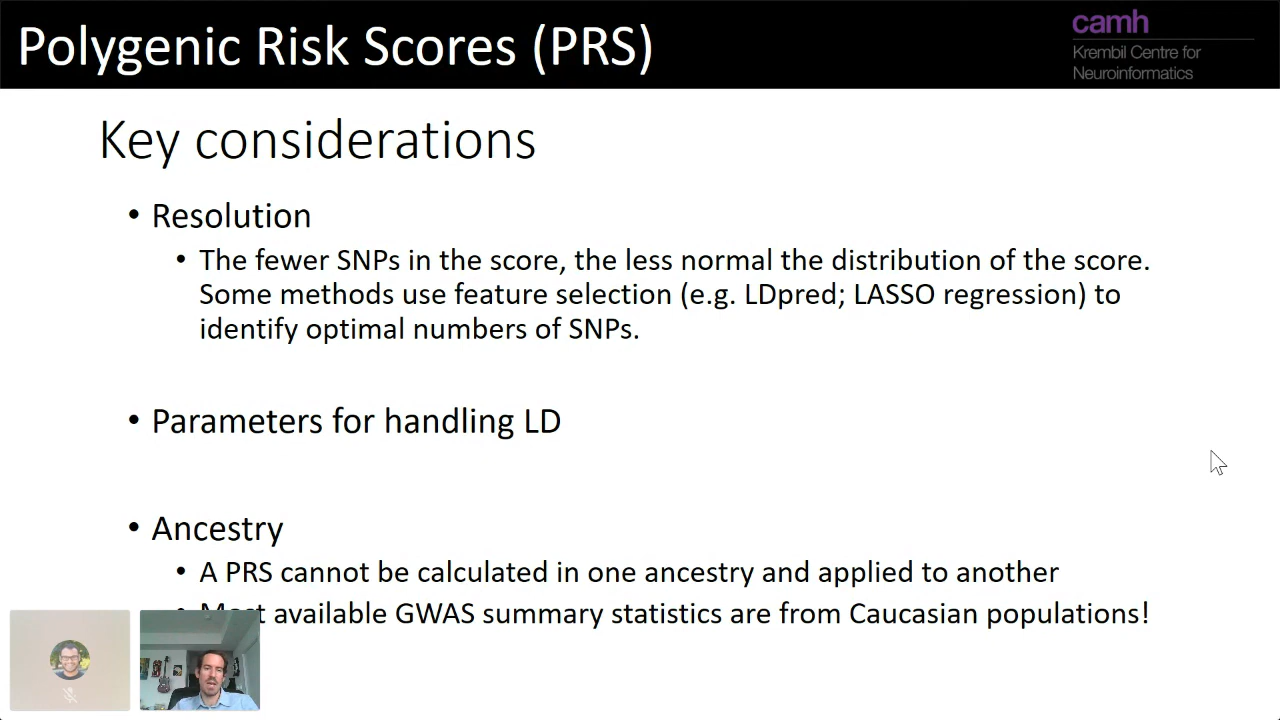 Polygenic Risk Scores (PRS)
camh
Krembil Centre for
Neuroinformatics
Key considerations
• Resolution
• The fewer SNPs in the score, the less normal the distribution of the score.
Some methods use feature selection (e.g. LDpred; LASSO regression) to
identify optimal numbers of SNPs.
• Parameters for handling LD
• Ancestry
• A PRS cannot be calculated in one ancestry and applied to another
• Most available GWAS summary statistics are from Caucasian populations!